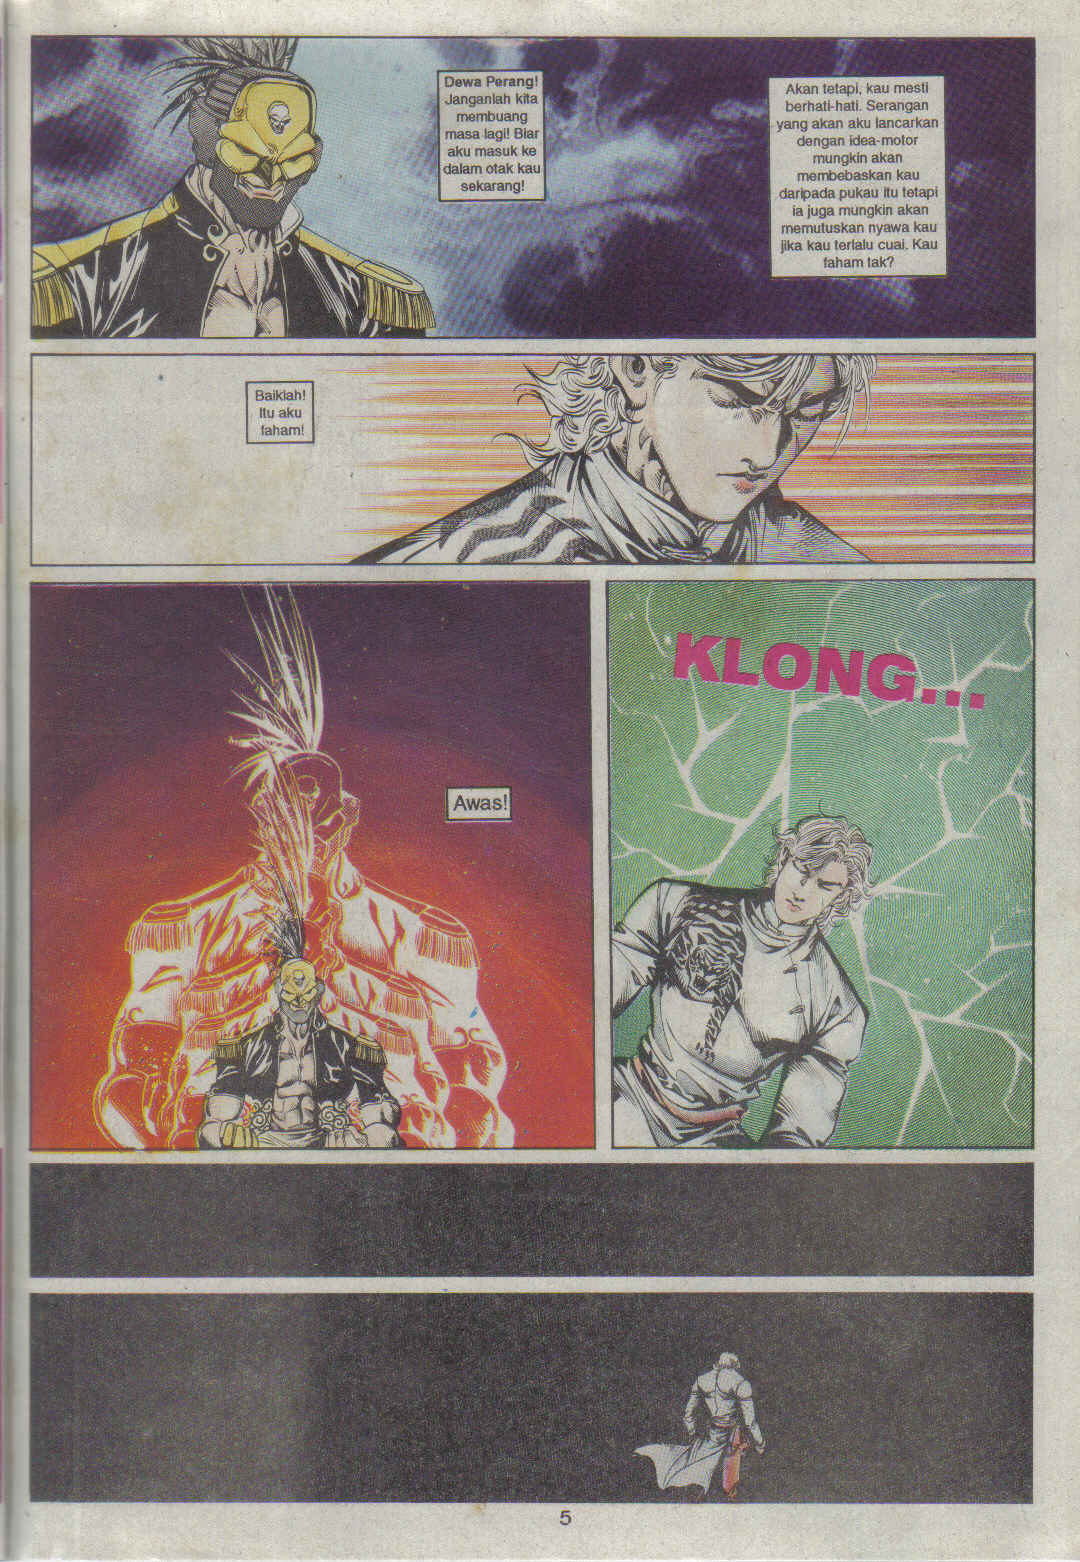 Dewa Perang!
Janganlah kita
membuang
masa lagi! Biar
aku masuk ke
dalam otak kau
sekarang!
Akan tetapi, kau mesti
berhati-hati. Serangan
yang akan aku lancarkan
dengan idea-motor
mungkin akan
membebaskan kau
daripada pukau itu tetapi
ia juga mungkin akan
memutuskan nyawa kau
jika kau terlalu cuai. Kau
faham tak?
Baiklah!
Itu aku
faham!
Awas!
KLONG...
5